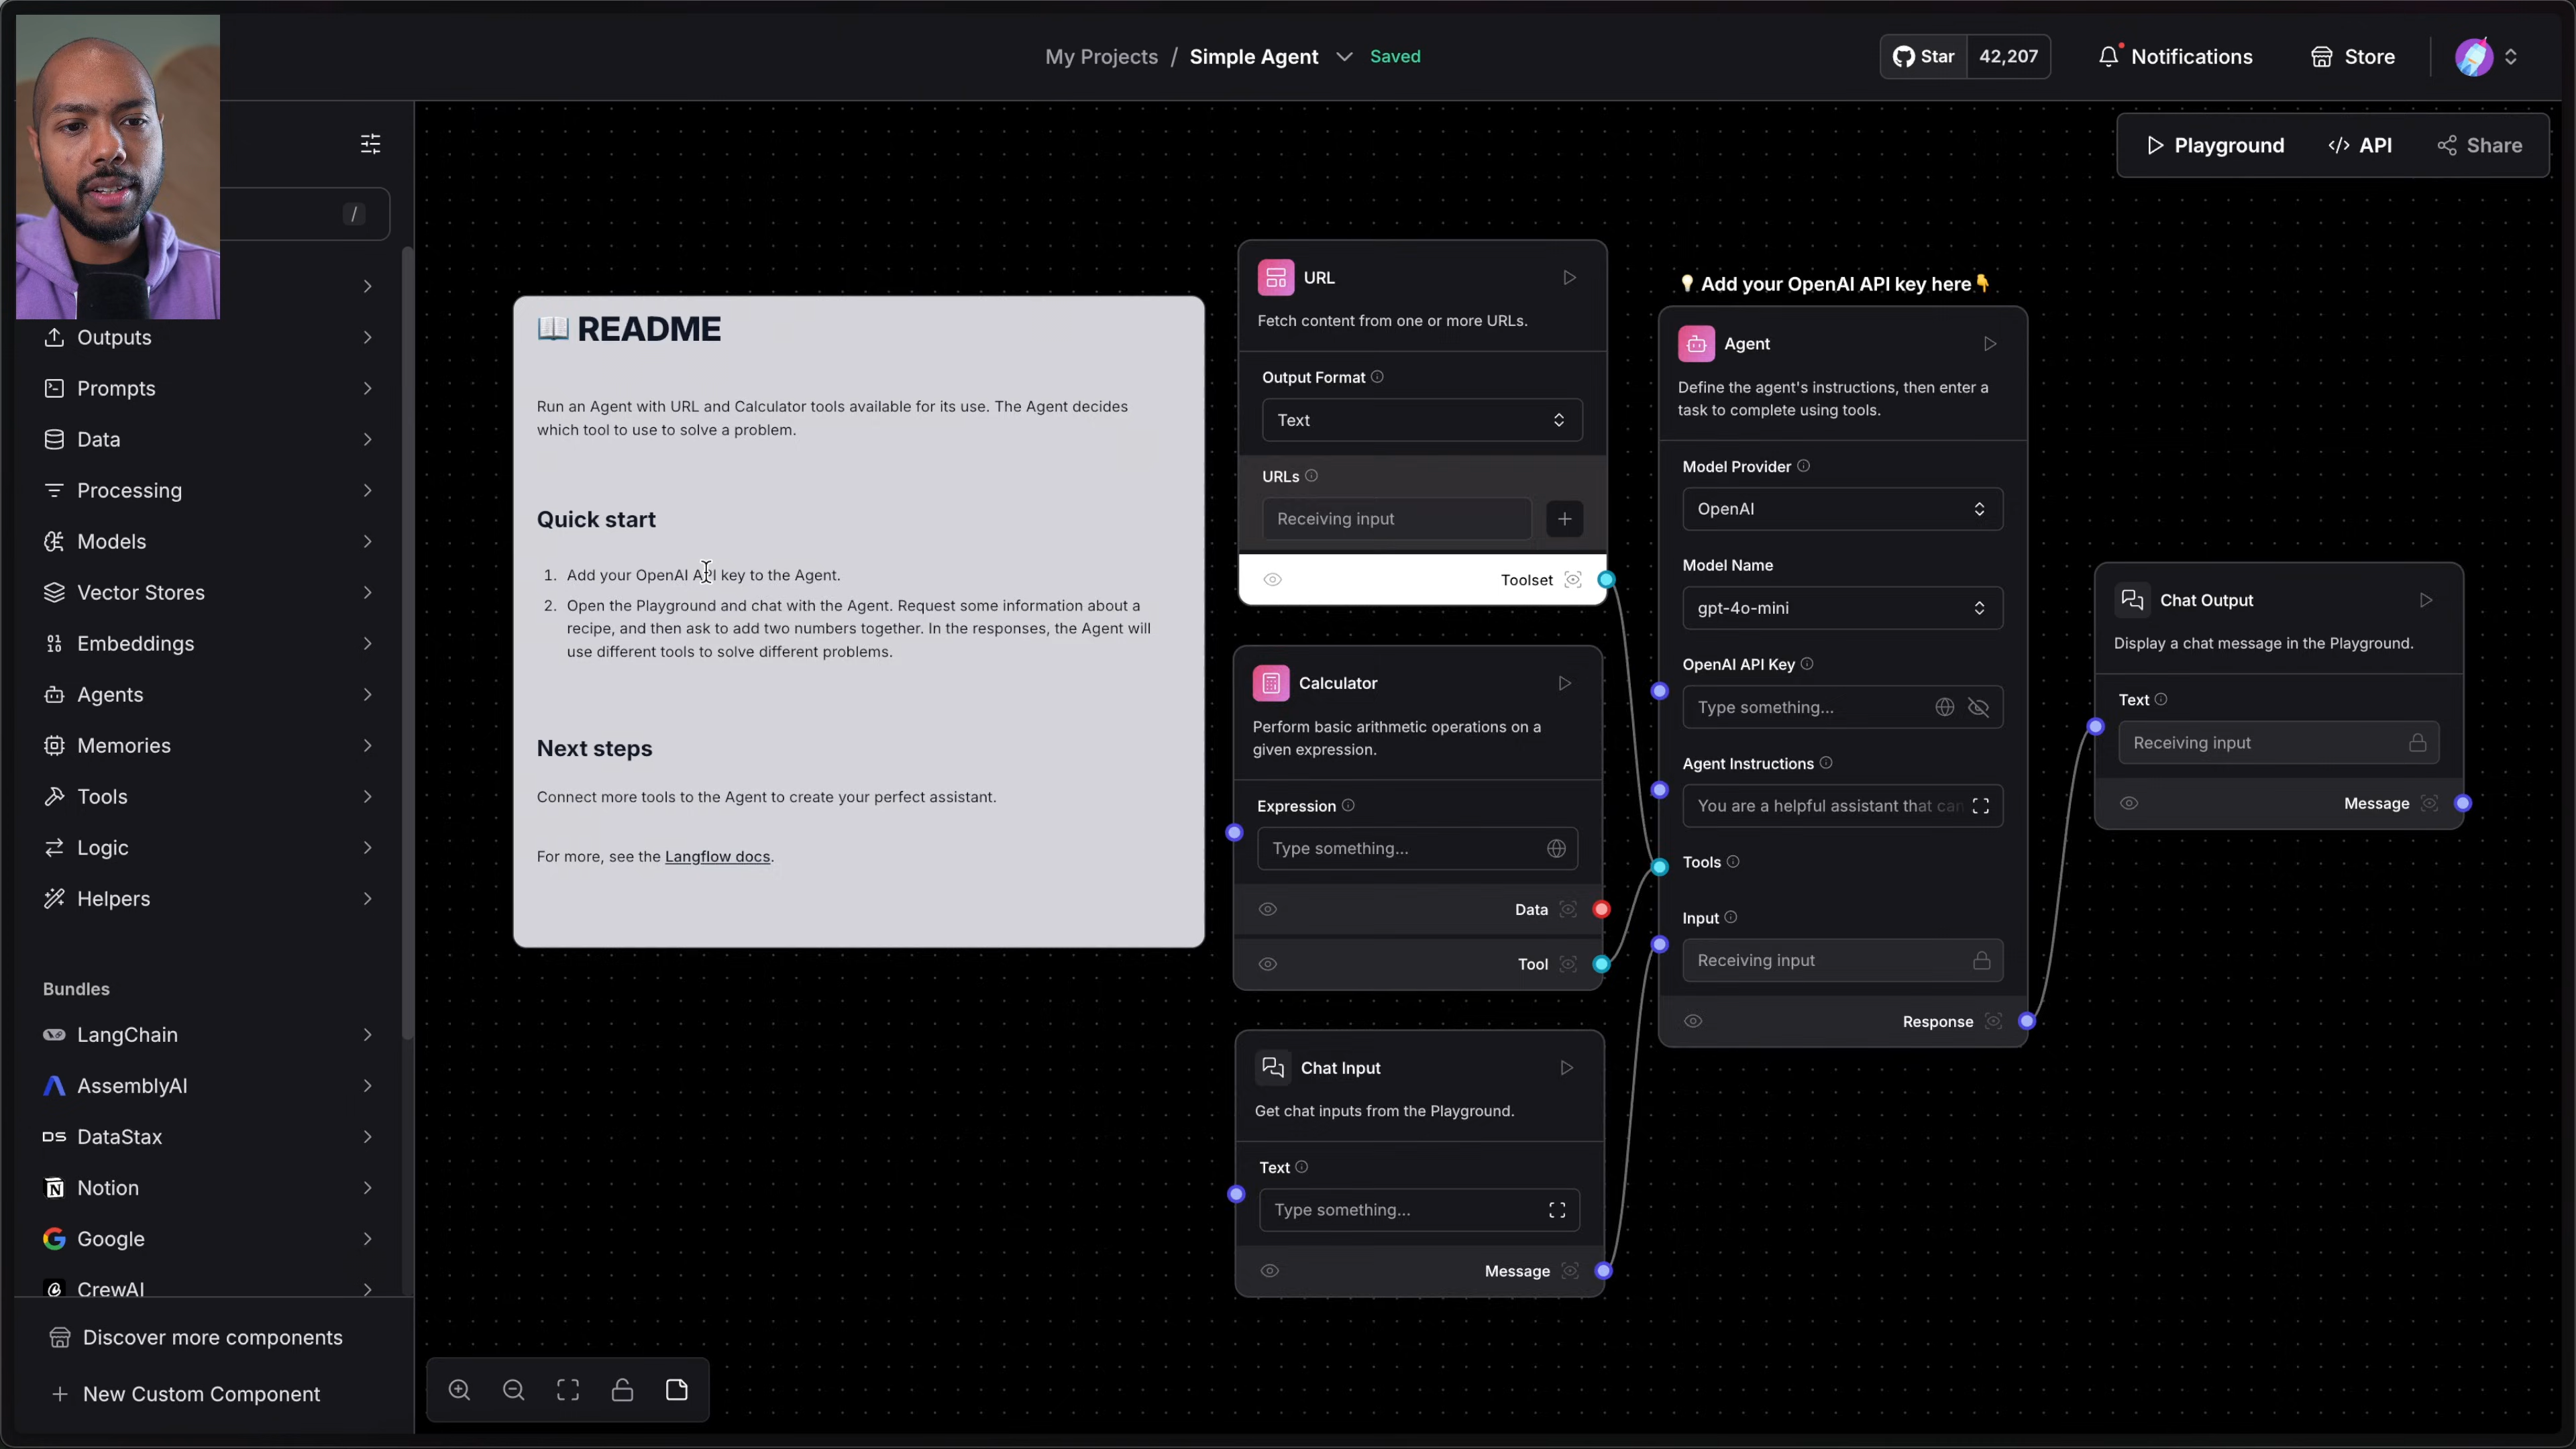 My Projects / Simple Agent Saved
Star 42,207
Notifications
Store
Playground
</> API
Share
/
Outputs
Prompts
Data
Processing
Models
Vector Stores
Embeddings
Agents
Memories
Tools
Logic
Helpers
Bundles
LangChain
AssemblyAI
DS DataStax
Notion
Google
CrewAI
Discover more components
New Custom Component
README
Run an Agent with URL and Calculator tools available for its use. The Agent decides
which tool to use to solve a problem.
Quick start
1. Add your OpenAI API key to the Agent.
2. Open the Playground and chat with the Agent. Request some information about a
recipe, and then ask to add two numbers together. In the responses, the Agent will
use different tools to solve different problems.
Next steps
Connect more tools to the Agent to create your perfect assistant.
For more, see the Langflow docs.
URL
Fetch content from one or more URLs.
Output Format
Text
URLs
Receiving input
Toolset
Calculator
Perform basic arithmetic operations on a
given expression.
Expression
Type something...
Data
Tool
Chat Input
Get chat inputs from the Playground.
Text
Type something...
Message
Add your OpenAI API key here
Agent
Define the agent's instructions, then enter a
task to complete using tools.
Model Provider
OpenAI
Model Name
gpt-4o-mini
OpenAI API Key
Type something...
Agent Instructions
You are a helpful assistant that can
Tools
Input
Receiving input
Response
Chat Output
Display a chat message in the Playground.
Text
Receiving input
Message